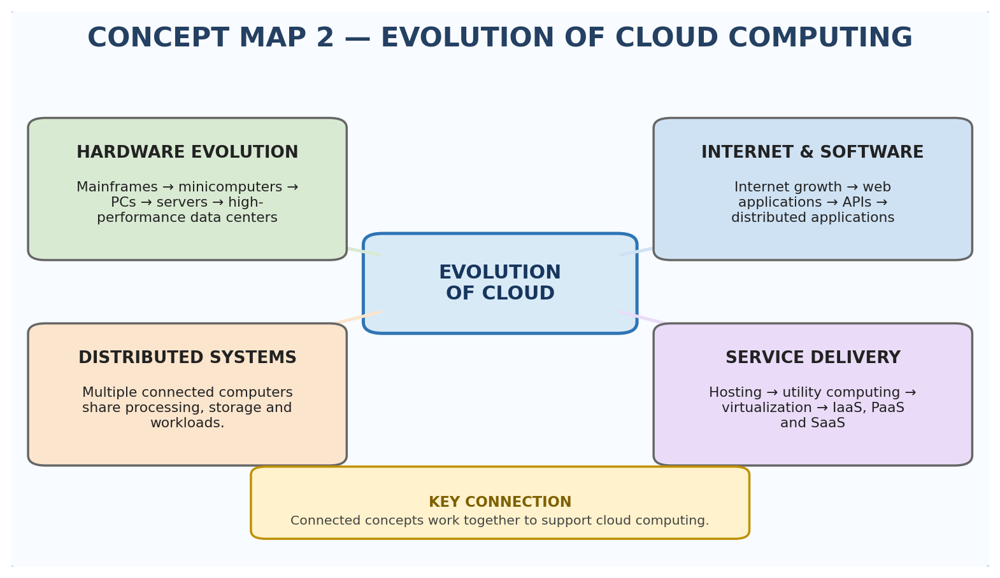 CONCEPT MAP 2 — EVOLUTION OF CLOUD COMPUTING
HARDWARE EVOLUTION
Mainframes → minicomputers →
PCs → servers → high-
performance data centers
INTERNET & SOFTWARE
Internet growth → web
applications → APIs →
distributed applications
EVOLUTION
OF CLOUD
DISTRIBUTED SYSTEMS
Multiple connected computers
share processing, storage and
workloads.
SERVICE DELIVERY
Hosting → utility computing →
virtualization → IaaS, PaaS
and SaaS
KEY CONNECTION
Connected concepts work together to support cloud computing.